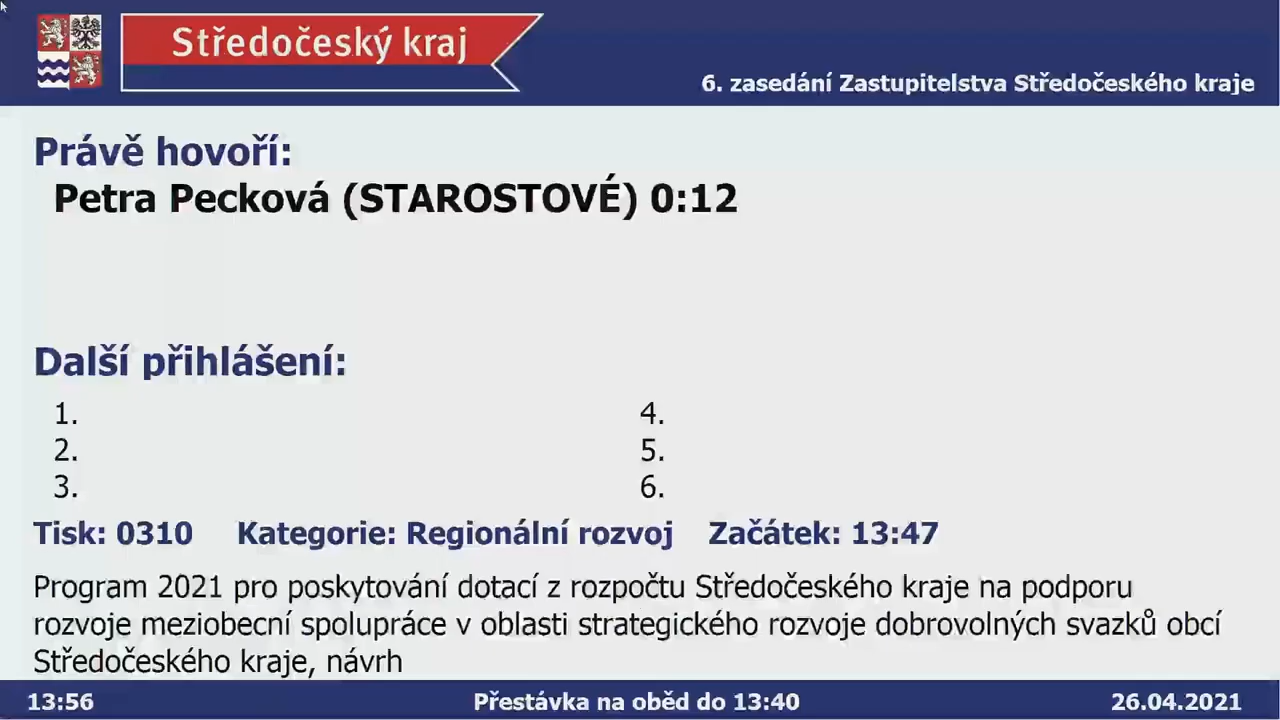 Středočeský kraj
6. zasedání Zastupitelstva Středočeského kraje
Právě hovoří:
Petra Pecková (STAROSTOVÉ) 0:12
Další přihlášení:
1.
2.
3.
4.
5.
6.
Tisk: 0310 Kategorie: Regionální rozvoj Začátek: 13:47
Program 2021 pro poskytování dotací z rozpočtu Středočeského kraje na podporu
rozvoje meziobecní spolupráce v oblasti strategického rozvoje dobrovolných svazků obcí
Středočeského kraje, návrh
13:56 Přestávka na oběd do 13:40 26.04.2021